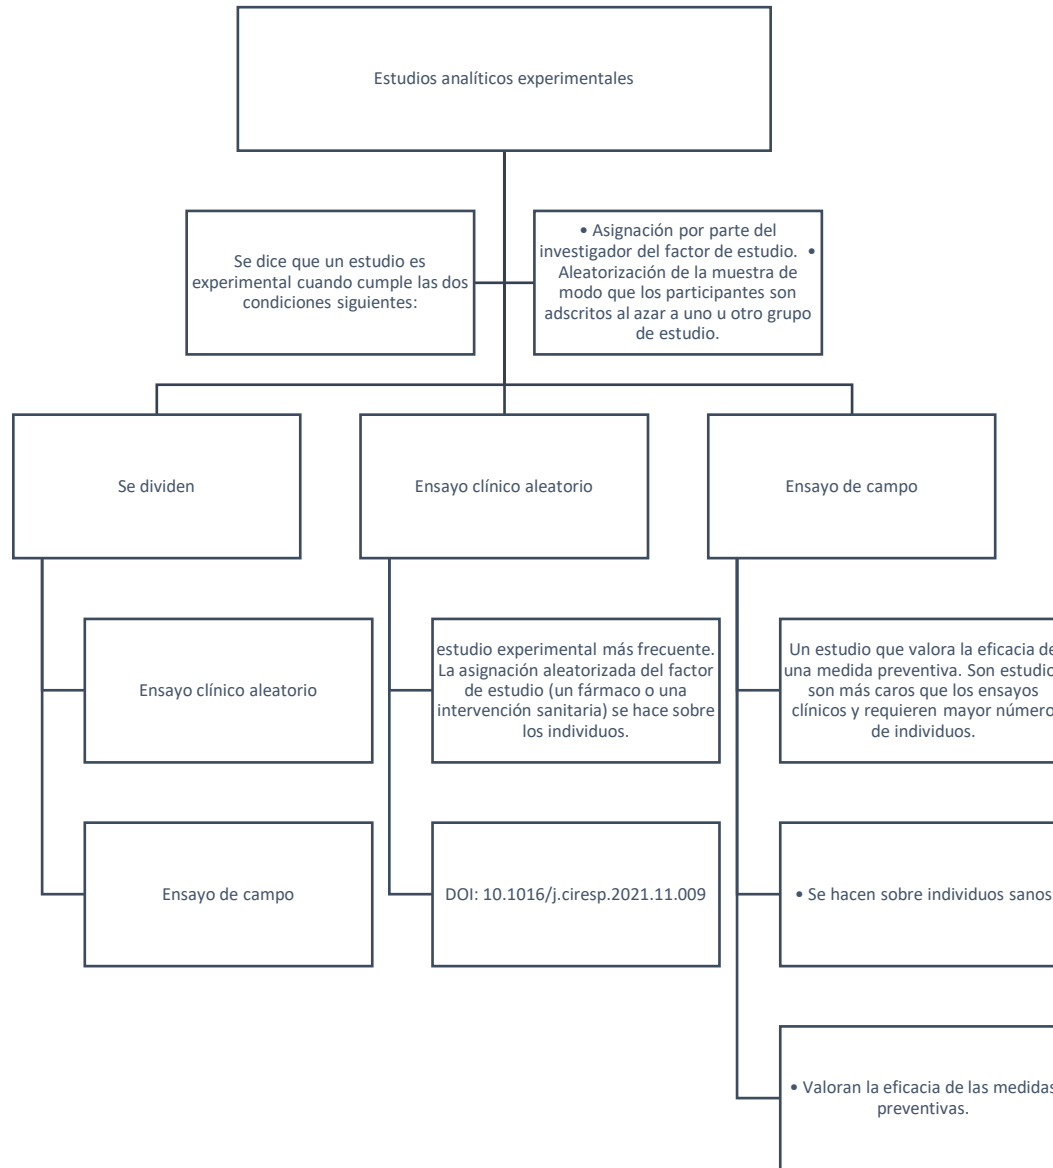 Estudios analíticos experimentales
Se dice que un estudio es
experimental cuando cumple las dos
condiciones siguientes:
• Asignación por parte del
investigador del factor de estudio. •
Aleatorización de la muestra de
modo que los participantes son
adscritos al azar a uno u otro grupo
de estudio.
Se dividen
Ensayo clínico aleatorio
Ensayo de campo
Ensayo clínico aleatorio
estudio experimental más frecuente.
La asignación aleatorizada del factor
de estudio (un fármaco o una
intervención sanitaria) se hace sobre
los individuos.
DOI: 10.1016/j.ciresp.2021.11.009
Ensayo de campo
Un estudio que valora la eficacia de
una medida preventiva. Son estudio
son más caros que los ensayos
clínicos y requieren mayor número
de individuos.
• Se hacen sobre individuos sanos
• Valoran la eficacia de las medidas
preventivas.